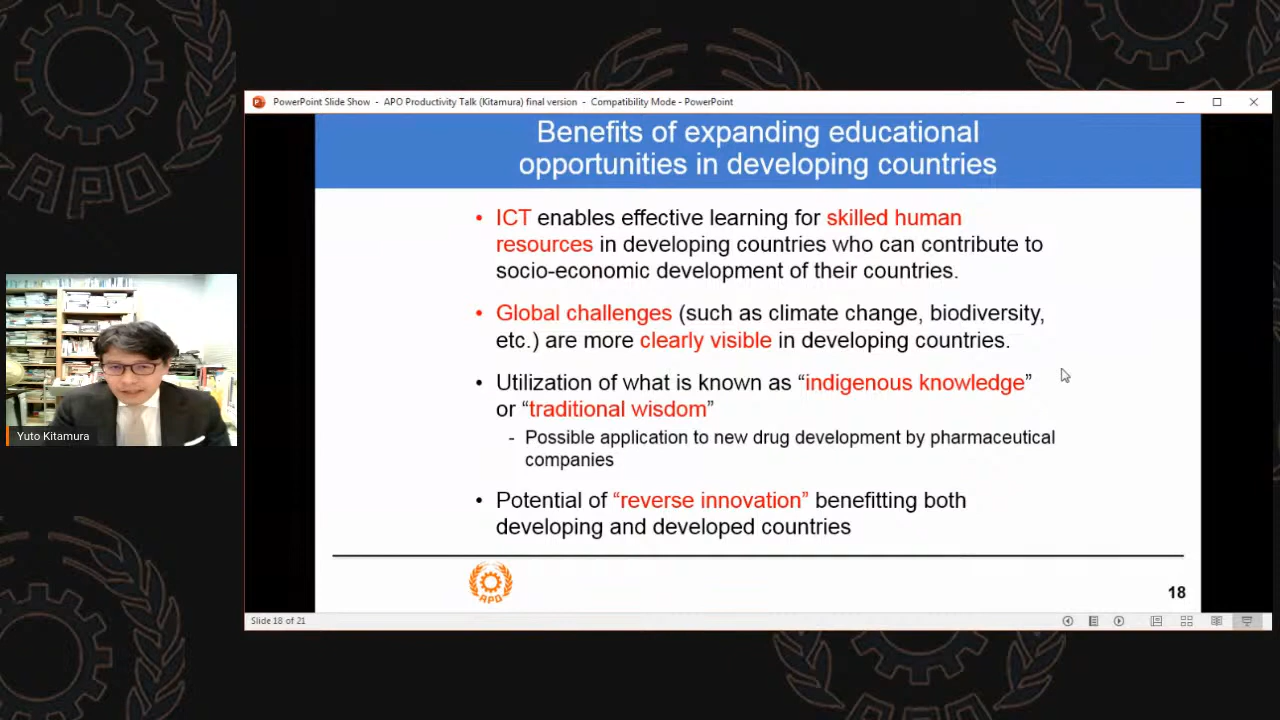 APO
PowerPoint Slide Show - APO Productivity Talk (Kitamura) final version - Compatibility Mode - PowerPoint
Benefits of expanding educational
opportunities in developing countries
• ICT enables effective learning for skilled human
resources in developing countries who can contribute to
socio-economic development of their countries.
• Global challenges (such as climate change, biodiversity,
etc.) are more clearly visible in developing countries.
• Utilization of what is known as “indigenous knowledge”
or “traditional wisdom”
- Possible application to new drug development by pharmaceutical
companies
• Potential of “reverse innovation” benefitting both
developing and developed countries
APO
18
Slide 18 of 21
Yuto Kitamura